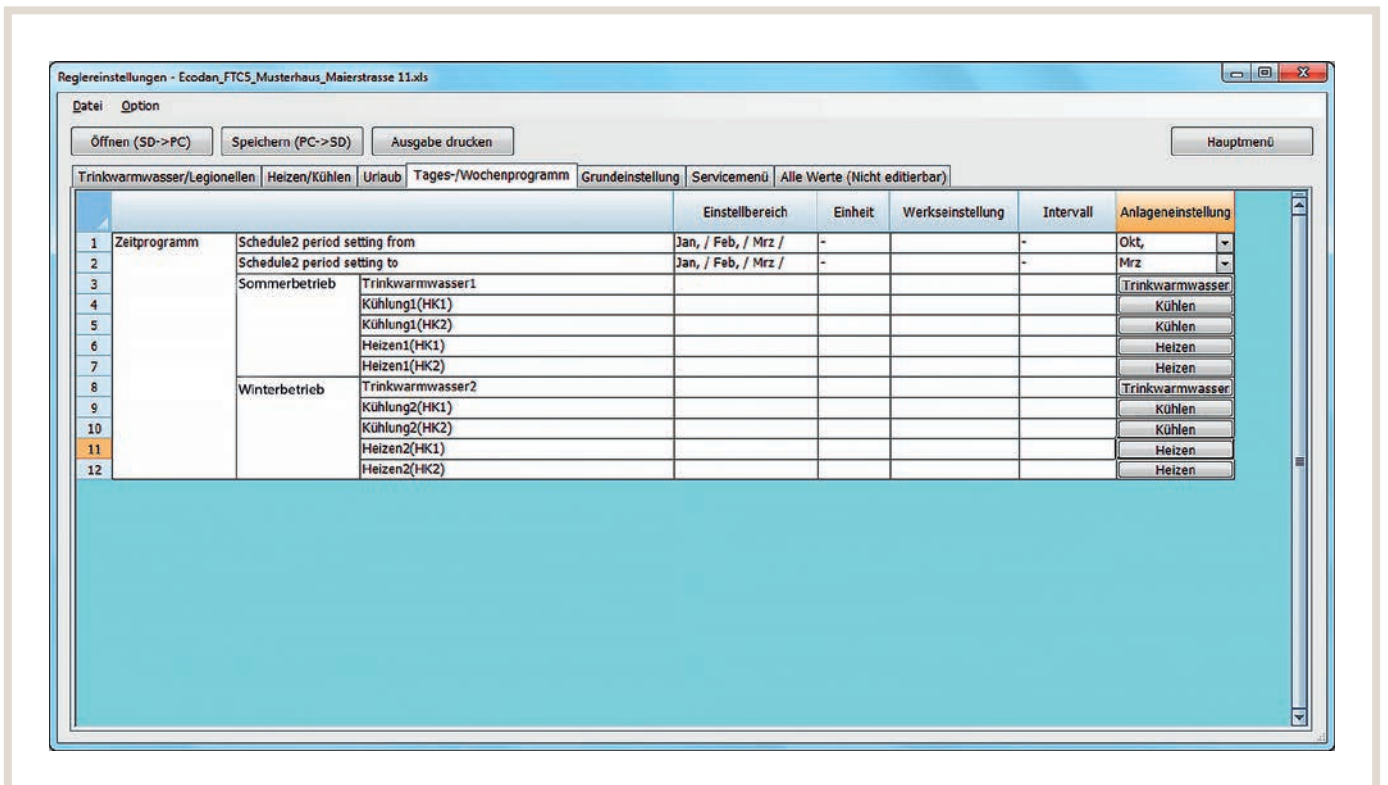 Reglereinstellungen - Ecodan_FTC5_Musterhaus_Maierstrasse 11.xls
Datei Option
Öffnen (SD->PC) Speichern (PC->SD) Ausgabe drucken Hauptmenü
Trinkwarmwasser/Legionellen Heizen/Kühlen Urlaub Tages-/Wochenprogramm Grundeinstellung Servicemenü Alle Werte (Nicht editierbar)
Einstellbereich Einheit Werkseinstellung Intervall Anlageneinstellung
1 Zeitprogramm Schedule2 period setting from Jan, / Feb, / Mrz / - - Okt,
2 Schedule2 period setting to Jan, / Feb, / Mrz / - - Mrz
3 Sommerbetrieb Trinkwarmwasser1 Trinkwarmwasser
4 Kühlung1(HK1) Kühlen
5 Kühlung1(HK2) Kühlen
6 Heizen1(HK1) Heizen
7 Heizen1(HK2) Heizen
8 Winterbetrieb Trinkwarmwasser2 Trinkwarmwasser
9 Kühlung2(HK1) Kühlen
10 Kühlung2(HK2) Kühlen
11 Heizen2(HK1) Heizen
12 Heizen2(HK2) Heizen